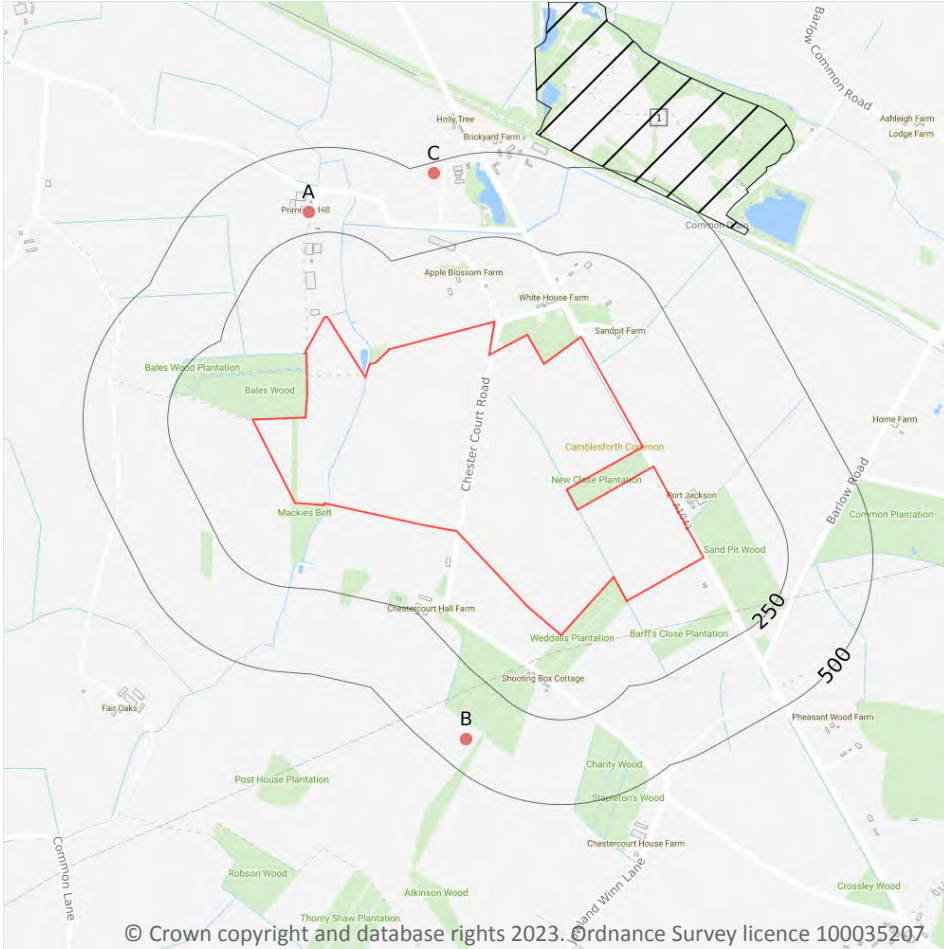 Barlow Common Road
Ashleigh Farm
Lodge Farm
Holly Tree
Brickyard Farm
1
C
A
Hill
Common
Apple Blossom Farm
White House Farm
Sandpit Farm
Bales Wood Plantation
Bales Wood
Chester Court Road
Home Farm
Camblesforth Common
New Close Plantation
Port Jackson
A1041
Barlow Road
Common Plantation
Mackies Belt
Sand Pit Wood
Chestercourt Hall Farm
250
Weddalls Plantation
Barff's Close Plantation
500
Shooting Box Cottage
Fair Oaks
B
Pheasant Wood Farm
Charity Wood
Post House Plantation
Stapleton's Wood
Chestercourt House Farm
Common Lane
Robson Wood
Atkinson Wood
Crossley Wood
Thorny Shaw Plantation
Winn Lane
© Crown copyright and database rights 2023. Ordnance Survey licence 100035207